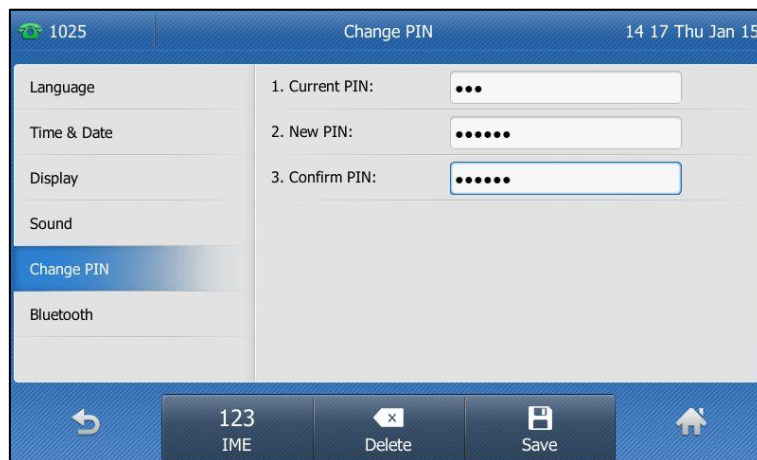 1025 Change PIN 14 17 Thu Jan 15
Language
Time & Date
Display
Sound
Change PIN
Bluetooth
1. Current PIN: •••
2. New PIN: ••••••
3. Confirm PIN: ••••••
123
IME
Delete
Save